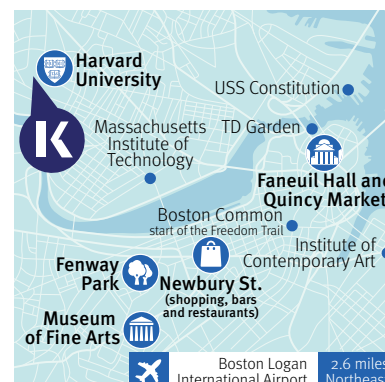 Harvard
University
K
USS Constitution
Massachusetts
Institute of
Technology
TD Garden
Faneuil Hall and
Quincy Market
Boston Common
start of the Freedom Trail
Institute of
Contemporary Art
Fenway
Park
Newbury St.
(shopping, bars
and restaurants)
Museum
of Fine Arts
Boston Logan
International Airport
2.6 miles
Northeast